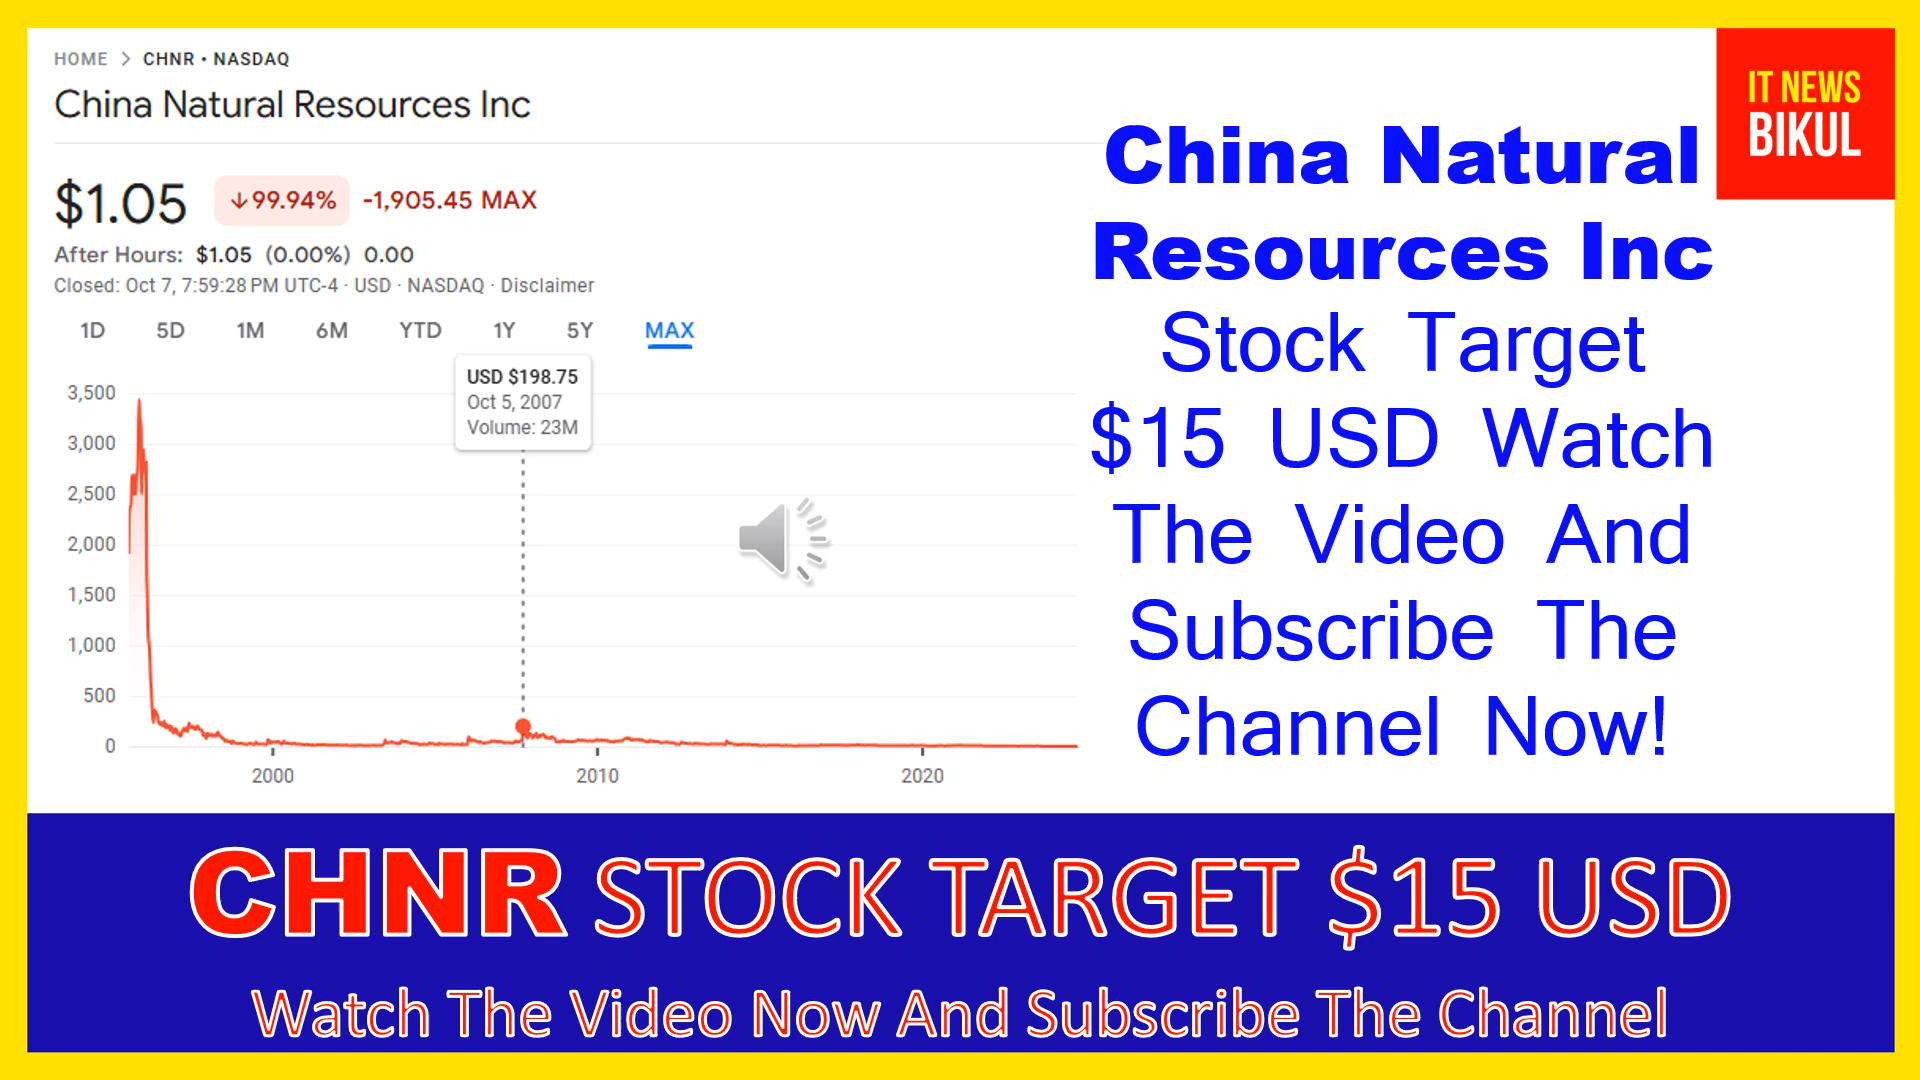 HOME > CHNR • NASDAQ
China Natural Resources Inc
$1.05 ↓99.94% -1,905.45 MAX
After Hours: $1.05 (0.00%) 0.00
Closed: Oct 7, 7:59:28 PM UTC-4 · USD · NASDAQ · Disclaimer
1D 5D 1M 6M YTD 1Y 5Y MAX
USD $198.75
Oct 5, 2007
Volume: 23M
3,500
3,000
2,500
2,000
1,500
1,000
500
0
2000 2010 2020
IT NEWS
BIKUL
China Natural
Resources Inc
Stock Target
$15 USD Watch
The Video And
Subscribe The
Channel Now!
CHNR STOCK TARGET $15 USD
Watch The Video Now And Subscribe The Channel